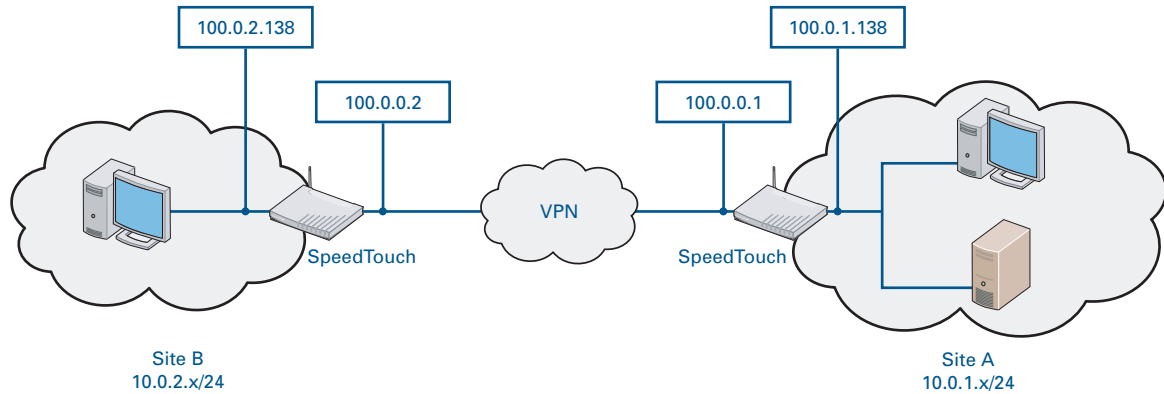 100.0.2.138
100.0.1.138
100.0.0.2
100.0.0.1
VPN
SpeedTouch
SpeedTouch
Site B
10.0.2.x/24
Site A
10.0.1.x/24